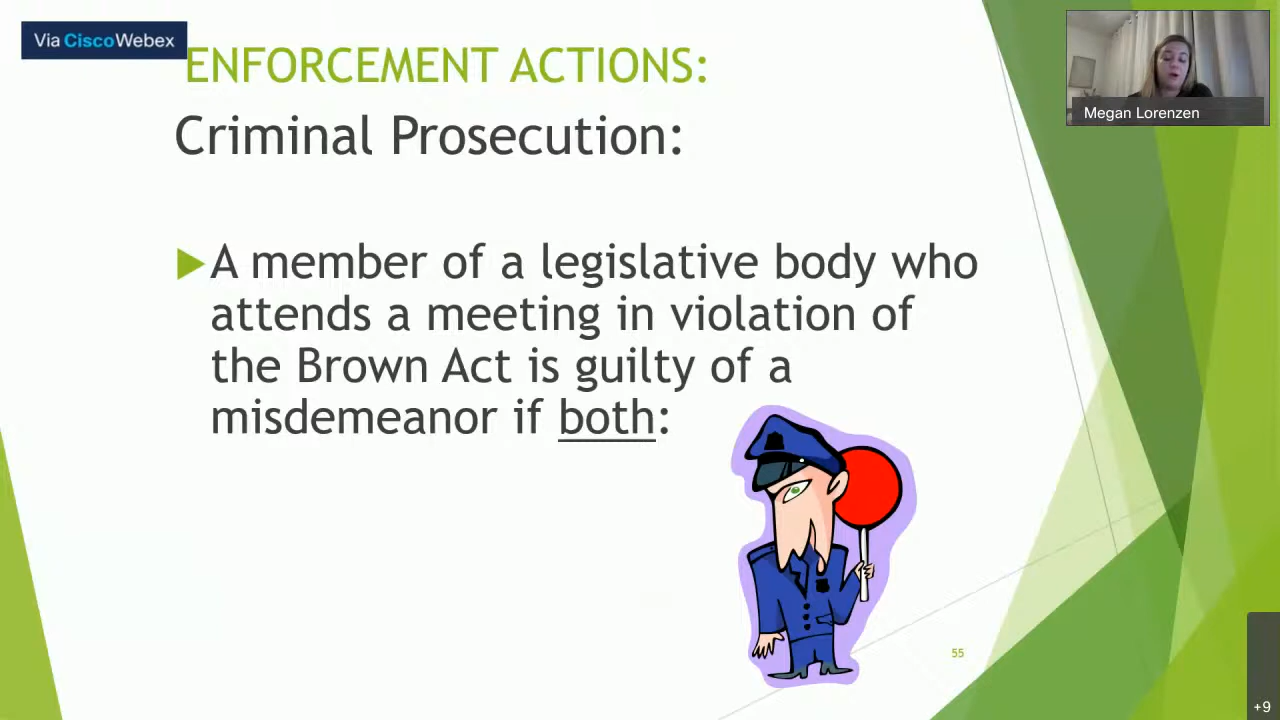 Via CiscoWebex
ENFORCEMENT ACTIONS:
Megan Lorenzen
Criminal Prosecution:
A member of a legislative body who
attends a meeting in violation of
the Brown Act is guilty of a
misdemeanor if both:
55
+9